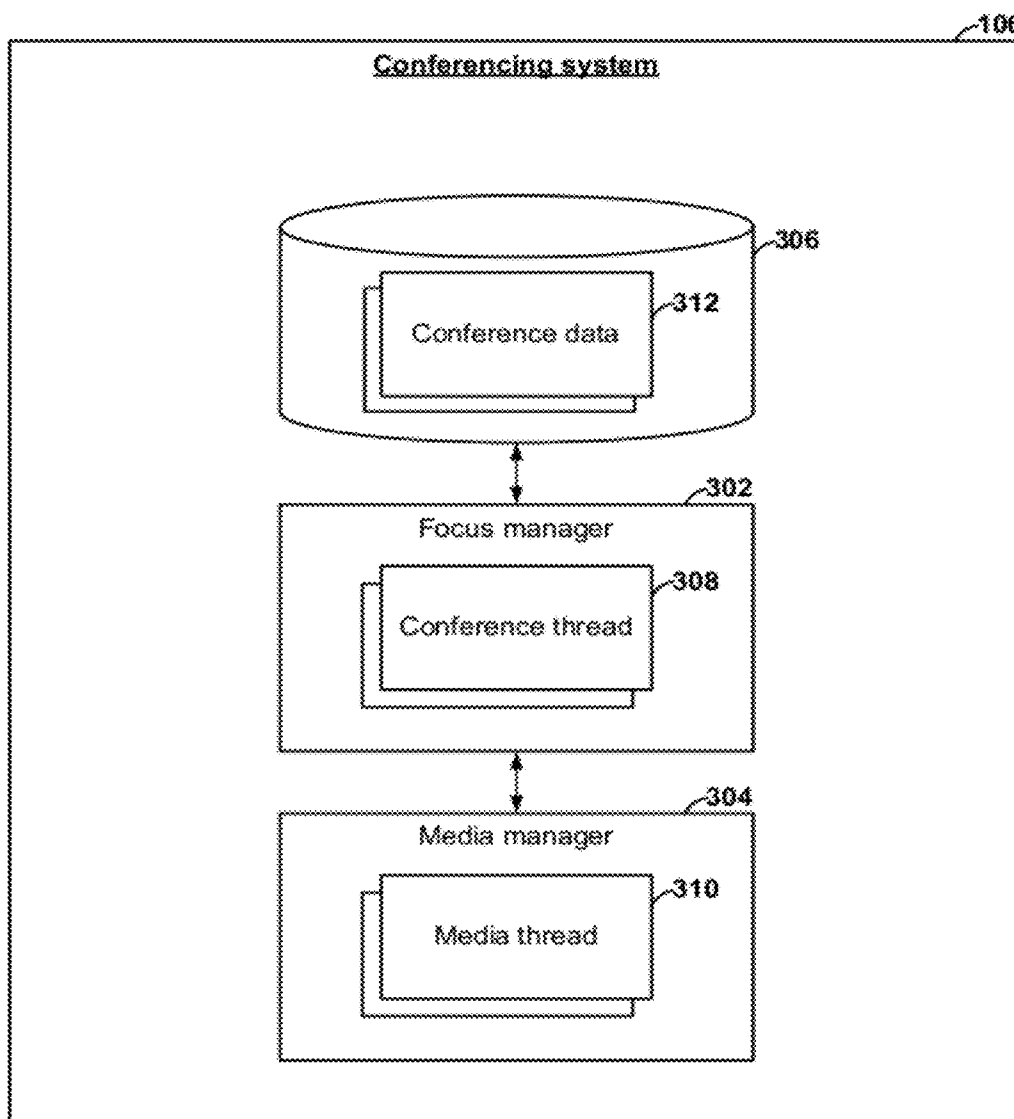 106
Conferencing system
306
312
Conference data
302
Focus manager
308
Conference thread
304
Media manager
310
Media thread